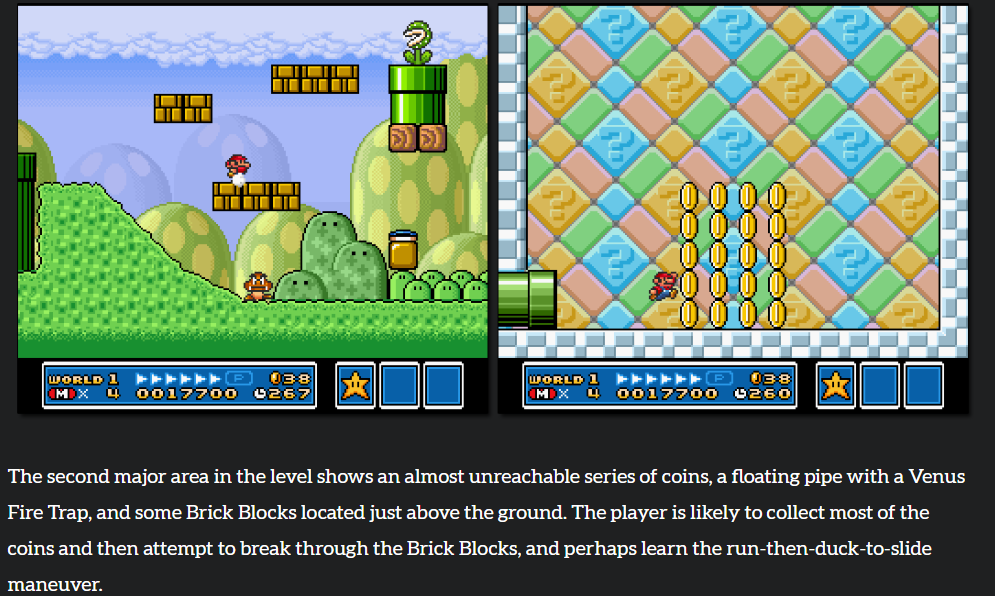 WORLD 1 P 038
M X 4 0017700 267
WORLD 1 P 038
M X 4 0017700 260
The second major area in the level shows an almost unreachable series of coins, a floating pipe with a Venus
Fire Trap, and some Brick Blocks located just above the ground. The player is likely to collect most of the
coins and then attempt to break through the Brick Blocks, and perhaps learn the run-then-duck-to-slide
maneuver.